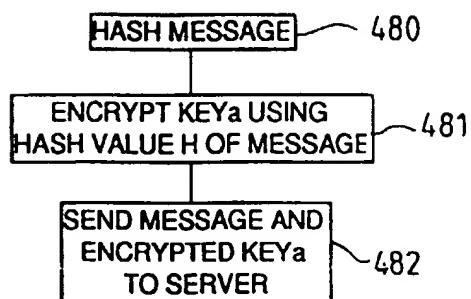 HASH MESSAGE
480
ENCRYPT KEYa USING
HASH VALUE H OF MESSAGE
481
SEND MESSAGE AND
ENCRYPTED KEYa
TO SERVER
482